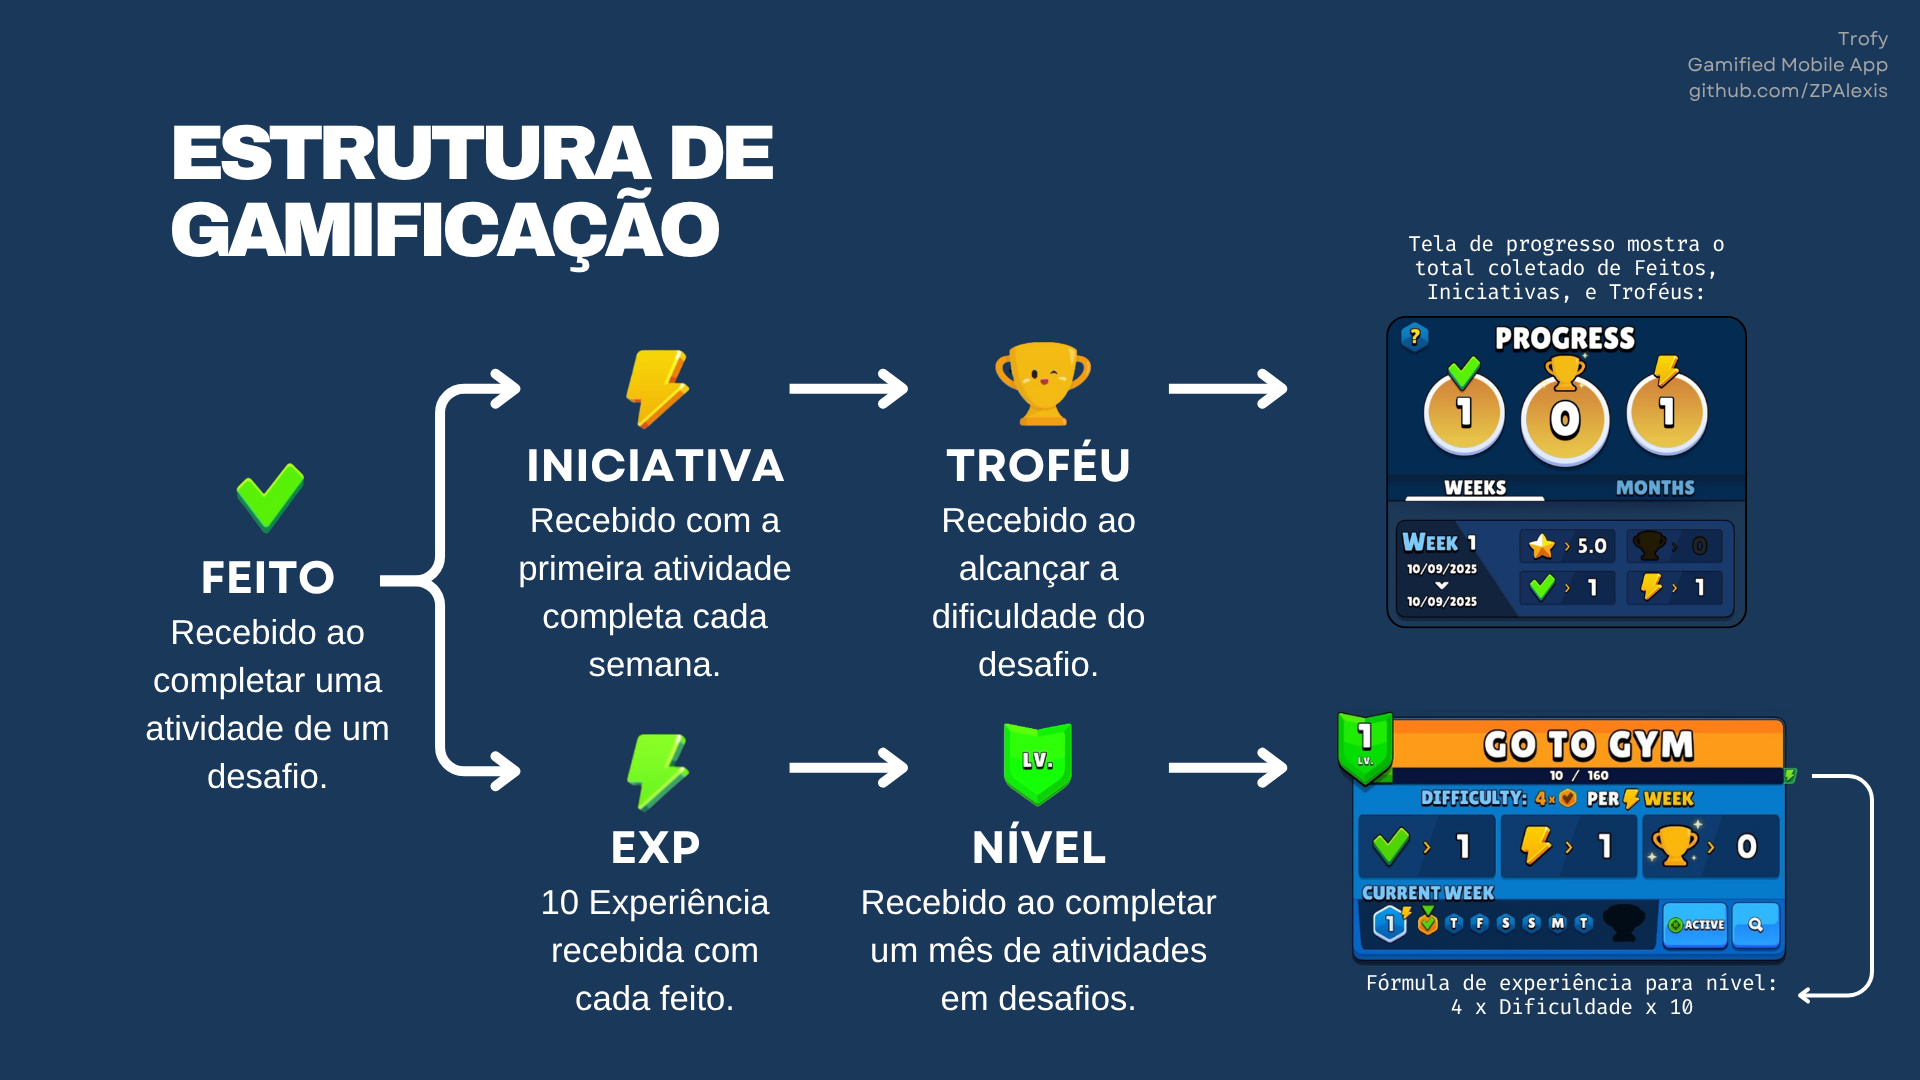 Trofy
Gamified Mobile App
github.com/ZPAlexis
ESTRUTURA DE
GAMIFICAÇÃO
FEITO
Recebido ao
completar uma
atividade de um
desafio.
INICIATIVA
Recebido com a
primeira atividade
completa cada
semana.
TROFÉU
Recebido ao
alcançar a
dificuldade do
desafio.
Tela de progresso mostra o
total coletado de Feitos,
Iniciativas, e Troféus:
?
PROGRESS
1 0 1
WEEKS MONTHS
WEEK 1
10/09/2025
10/09/2025
› 5.0 › 0
› 1 › 1
EXP
10 Experiência
recebida com
cada feito.
LV.
NÍVEL
Recebido ao completar
um mês de atividades
em desafios.
1
LV.
GO TO GYM
10 / 160
DIFFICULTY: 4x PER WEEK
› 1 › 1 › 0
CURRENT WEEK
1 T F S S M T ACTIVE
Fórmula de experiência para nível:
4 x Dificuldade x 10